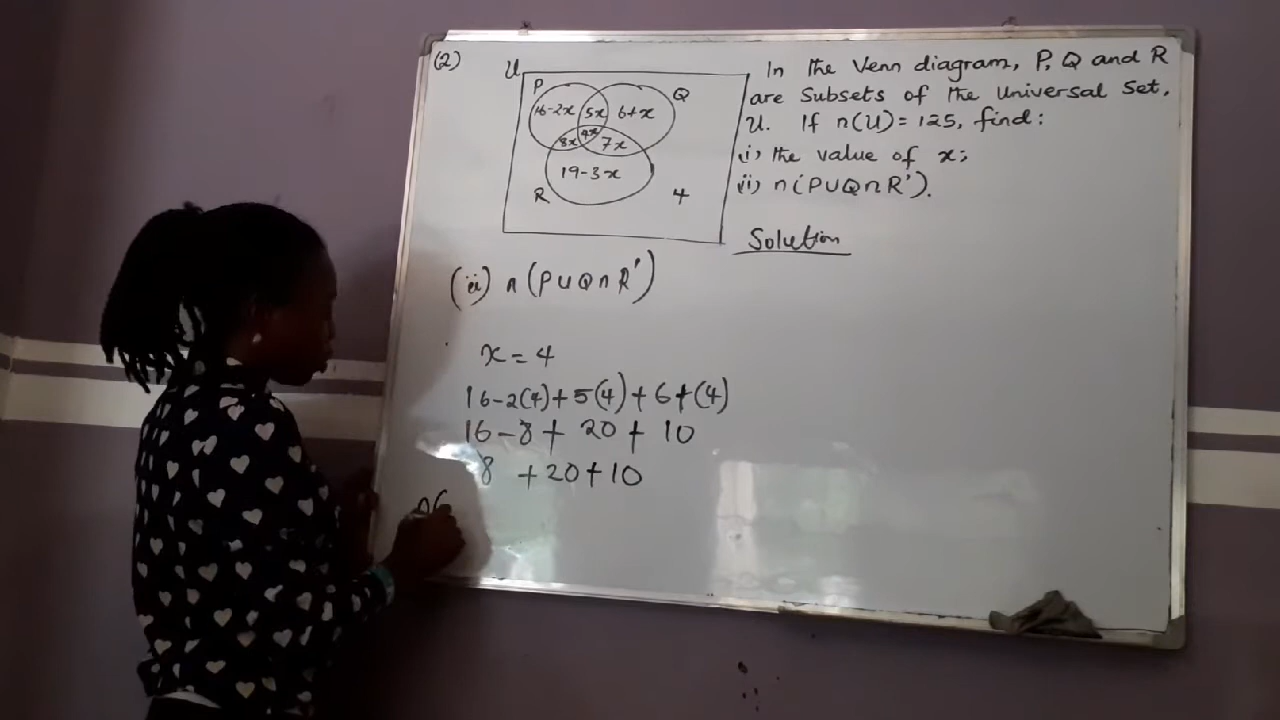 (2)
U
P
Q
16-2x
5x
6+x
4x
8x
7x
19-3x
R
4
In the Venn diagram, P, Q and R
are subsets of the universal set,
U. If n(U)= 125, find:
i) the value of x;
ii) n(P∪Q∩R').
Solution
(ii) n (P∪Q∩R')
x = 4
16-2(4)+5(4)+6+(4)
16-8+ 20+ 10
8 +20+10
n(